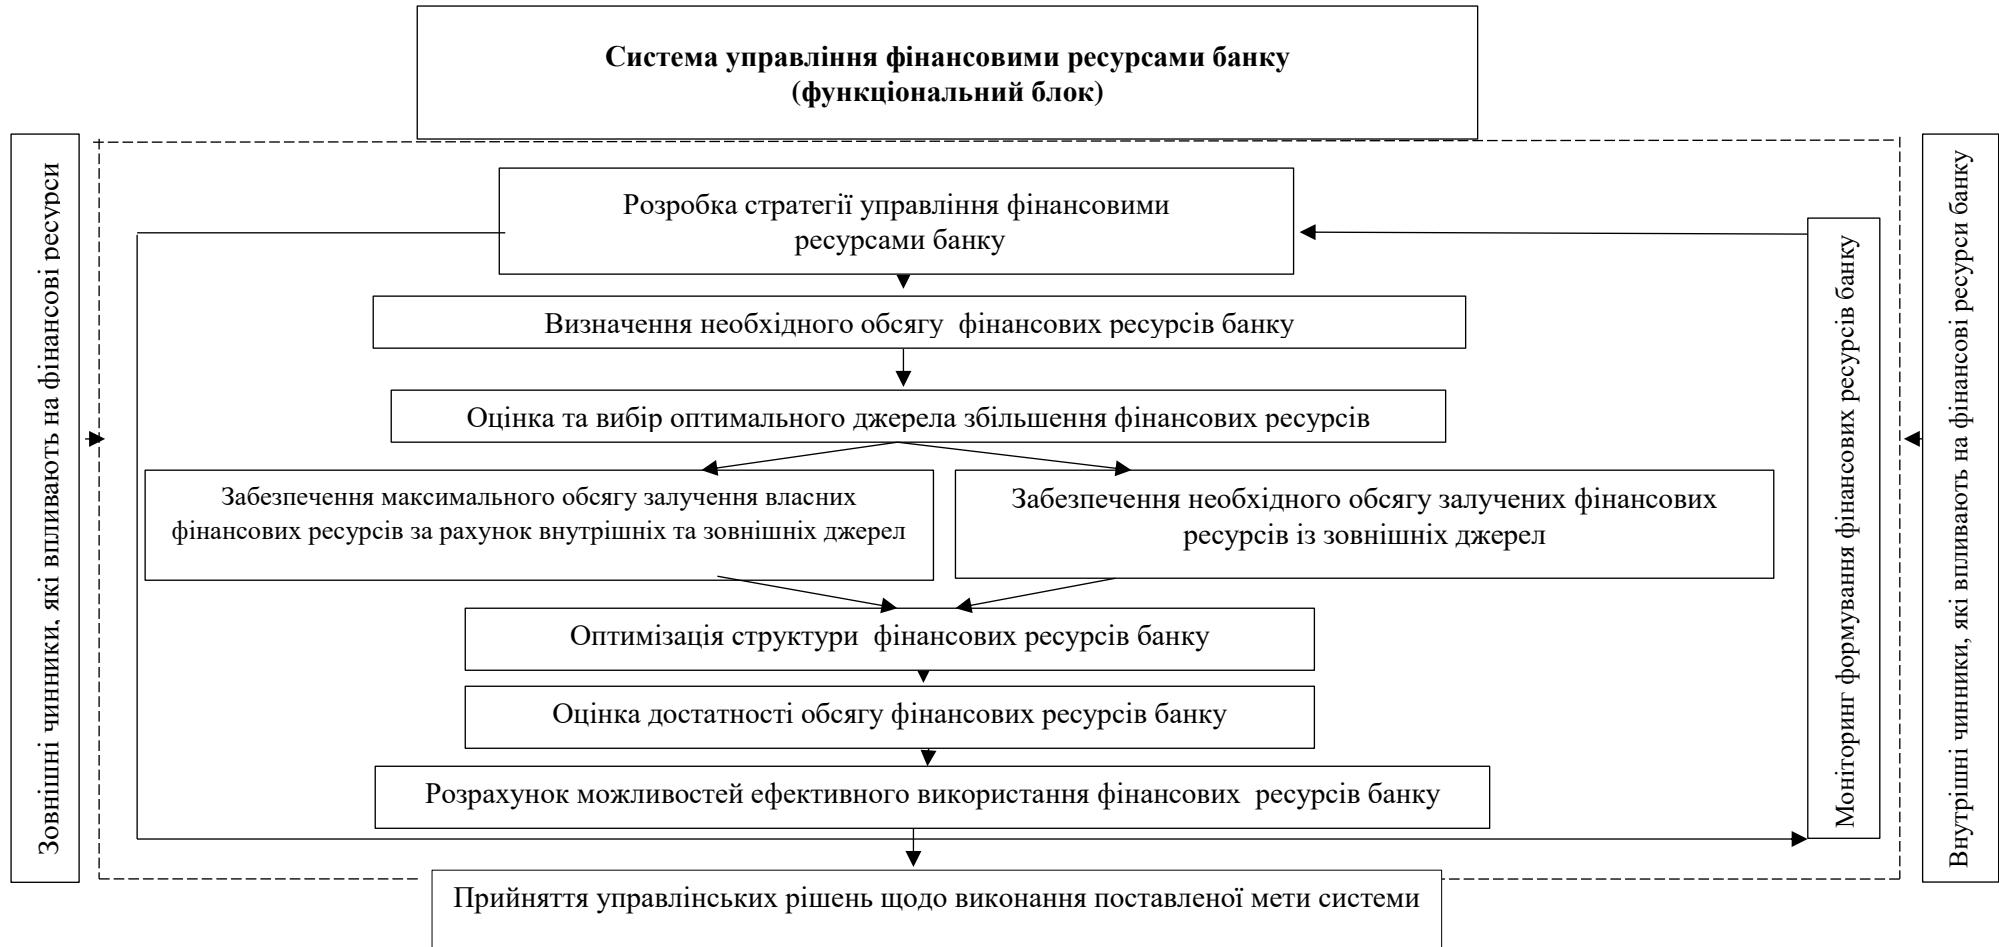 Система управління фінансовими ресурсами банку
(функціональний блок)
Зовнішні чинники, які впливають на фінансові ресурси
Розробка стратегії управління фінансовими
ресурсами банку
Визначення необхідного обсягу фінансових ресурсів банку
Оцінка та вибір оптимального джерела збільшення фінансових ресурсів
Забезпечення максимального обсягу залучення власних
фінансових ресурсів за рахунок внутрішніх та зовнішніх джерел
Забезпечення необхідного обсягу залучених фінансових
ресурсів із зовнішніх джерел
Оптимізація структури фінансових ресурсів банку
Оцінка достатності обсягу фінансових ресурсів банку
Розрахунок можливостей ефективного використання фінансових ресурсів банку
Прийняття управлінських рішень щодо виконання поставленої мети системи
Моніторинг формування фінансових ресурсів банку
Внутрішні чинники, які впливають на фінансові ресурси банку